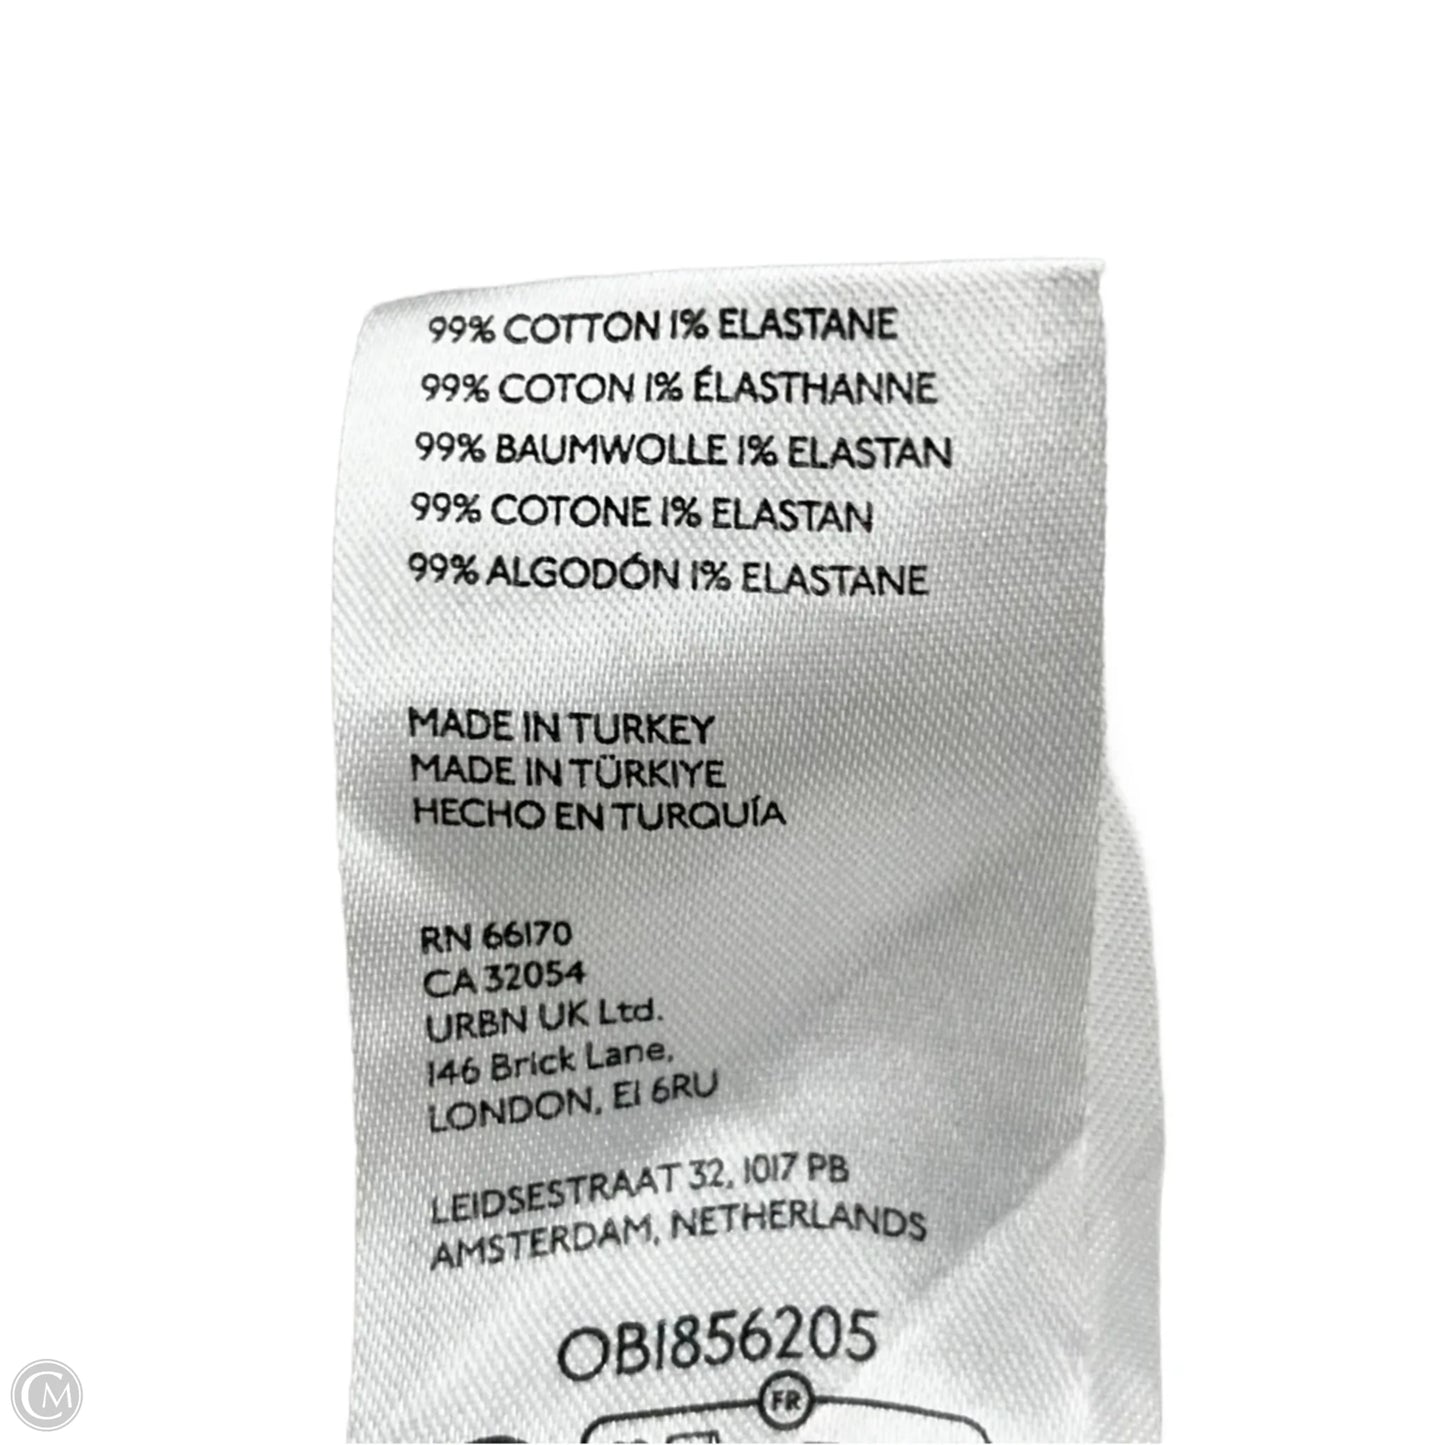 99% COTTON 1% ELASTANE
99% COTON 1% ÉLASTHANNE
99% BAUMWOLLE 1% ELASTAN
99% COTONE 1% ELASTAN
99% ALGODÓN 1% ELASTANE
MADE IN TURKEY
MADE IN TÜRKIYE
HECHO EN TURQUÍA
RN 66170
CA 32054
URBN UK Ltd.
146 Brick Lane,
LONDON, E1 6RU
LEIDSESTRAAT 32, 1017 PB
AMSTERDAM, NETHERLANDS
OB1856205
FR
CM